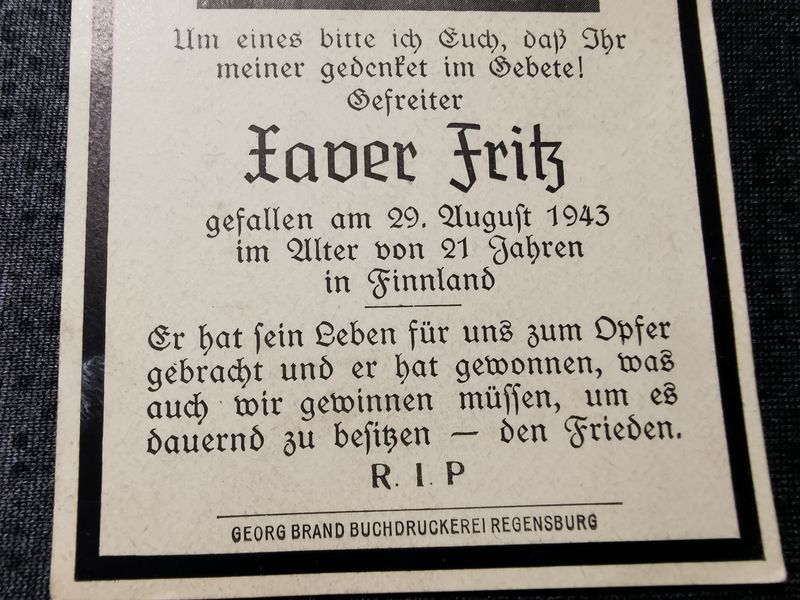 Um eines bitte ich Euch, daß Ihr
meiner gedenket im Gebete!
Gefreiter
Xaver Fritz
gefallen am 29. August 1943
im Alter von 21 Jahren
in Finnland
Er hat sein Leben für uns zum Opfer
gebracht und er hat gewonnen, was
auch wir gewinnen müssen, um es
dauernd zu besitzen — den Frieden.
R. I. P
GEORG BRAND BUCHDRUCKEREI REGENSBURG